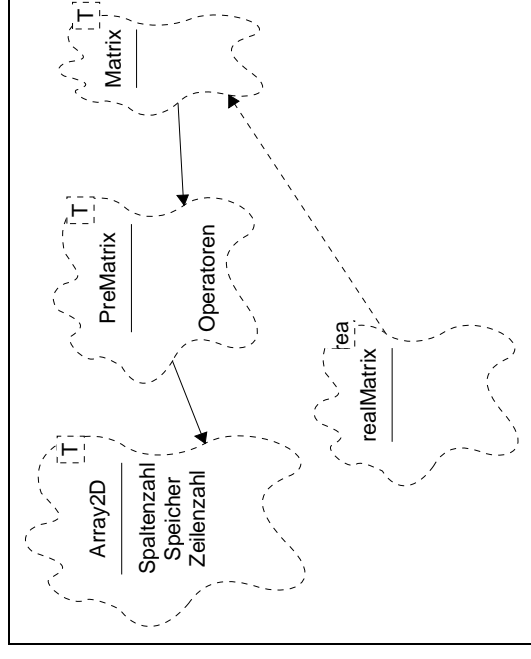 T
Array2D
Spaltenzahl
Speicher
Zeilenzahl
T
PreMatrix
Operatoren
T
Matrix
rea
realMatrix